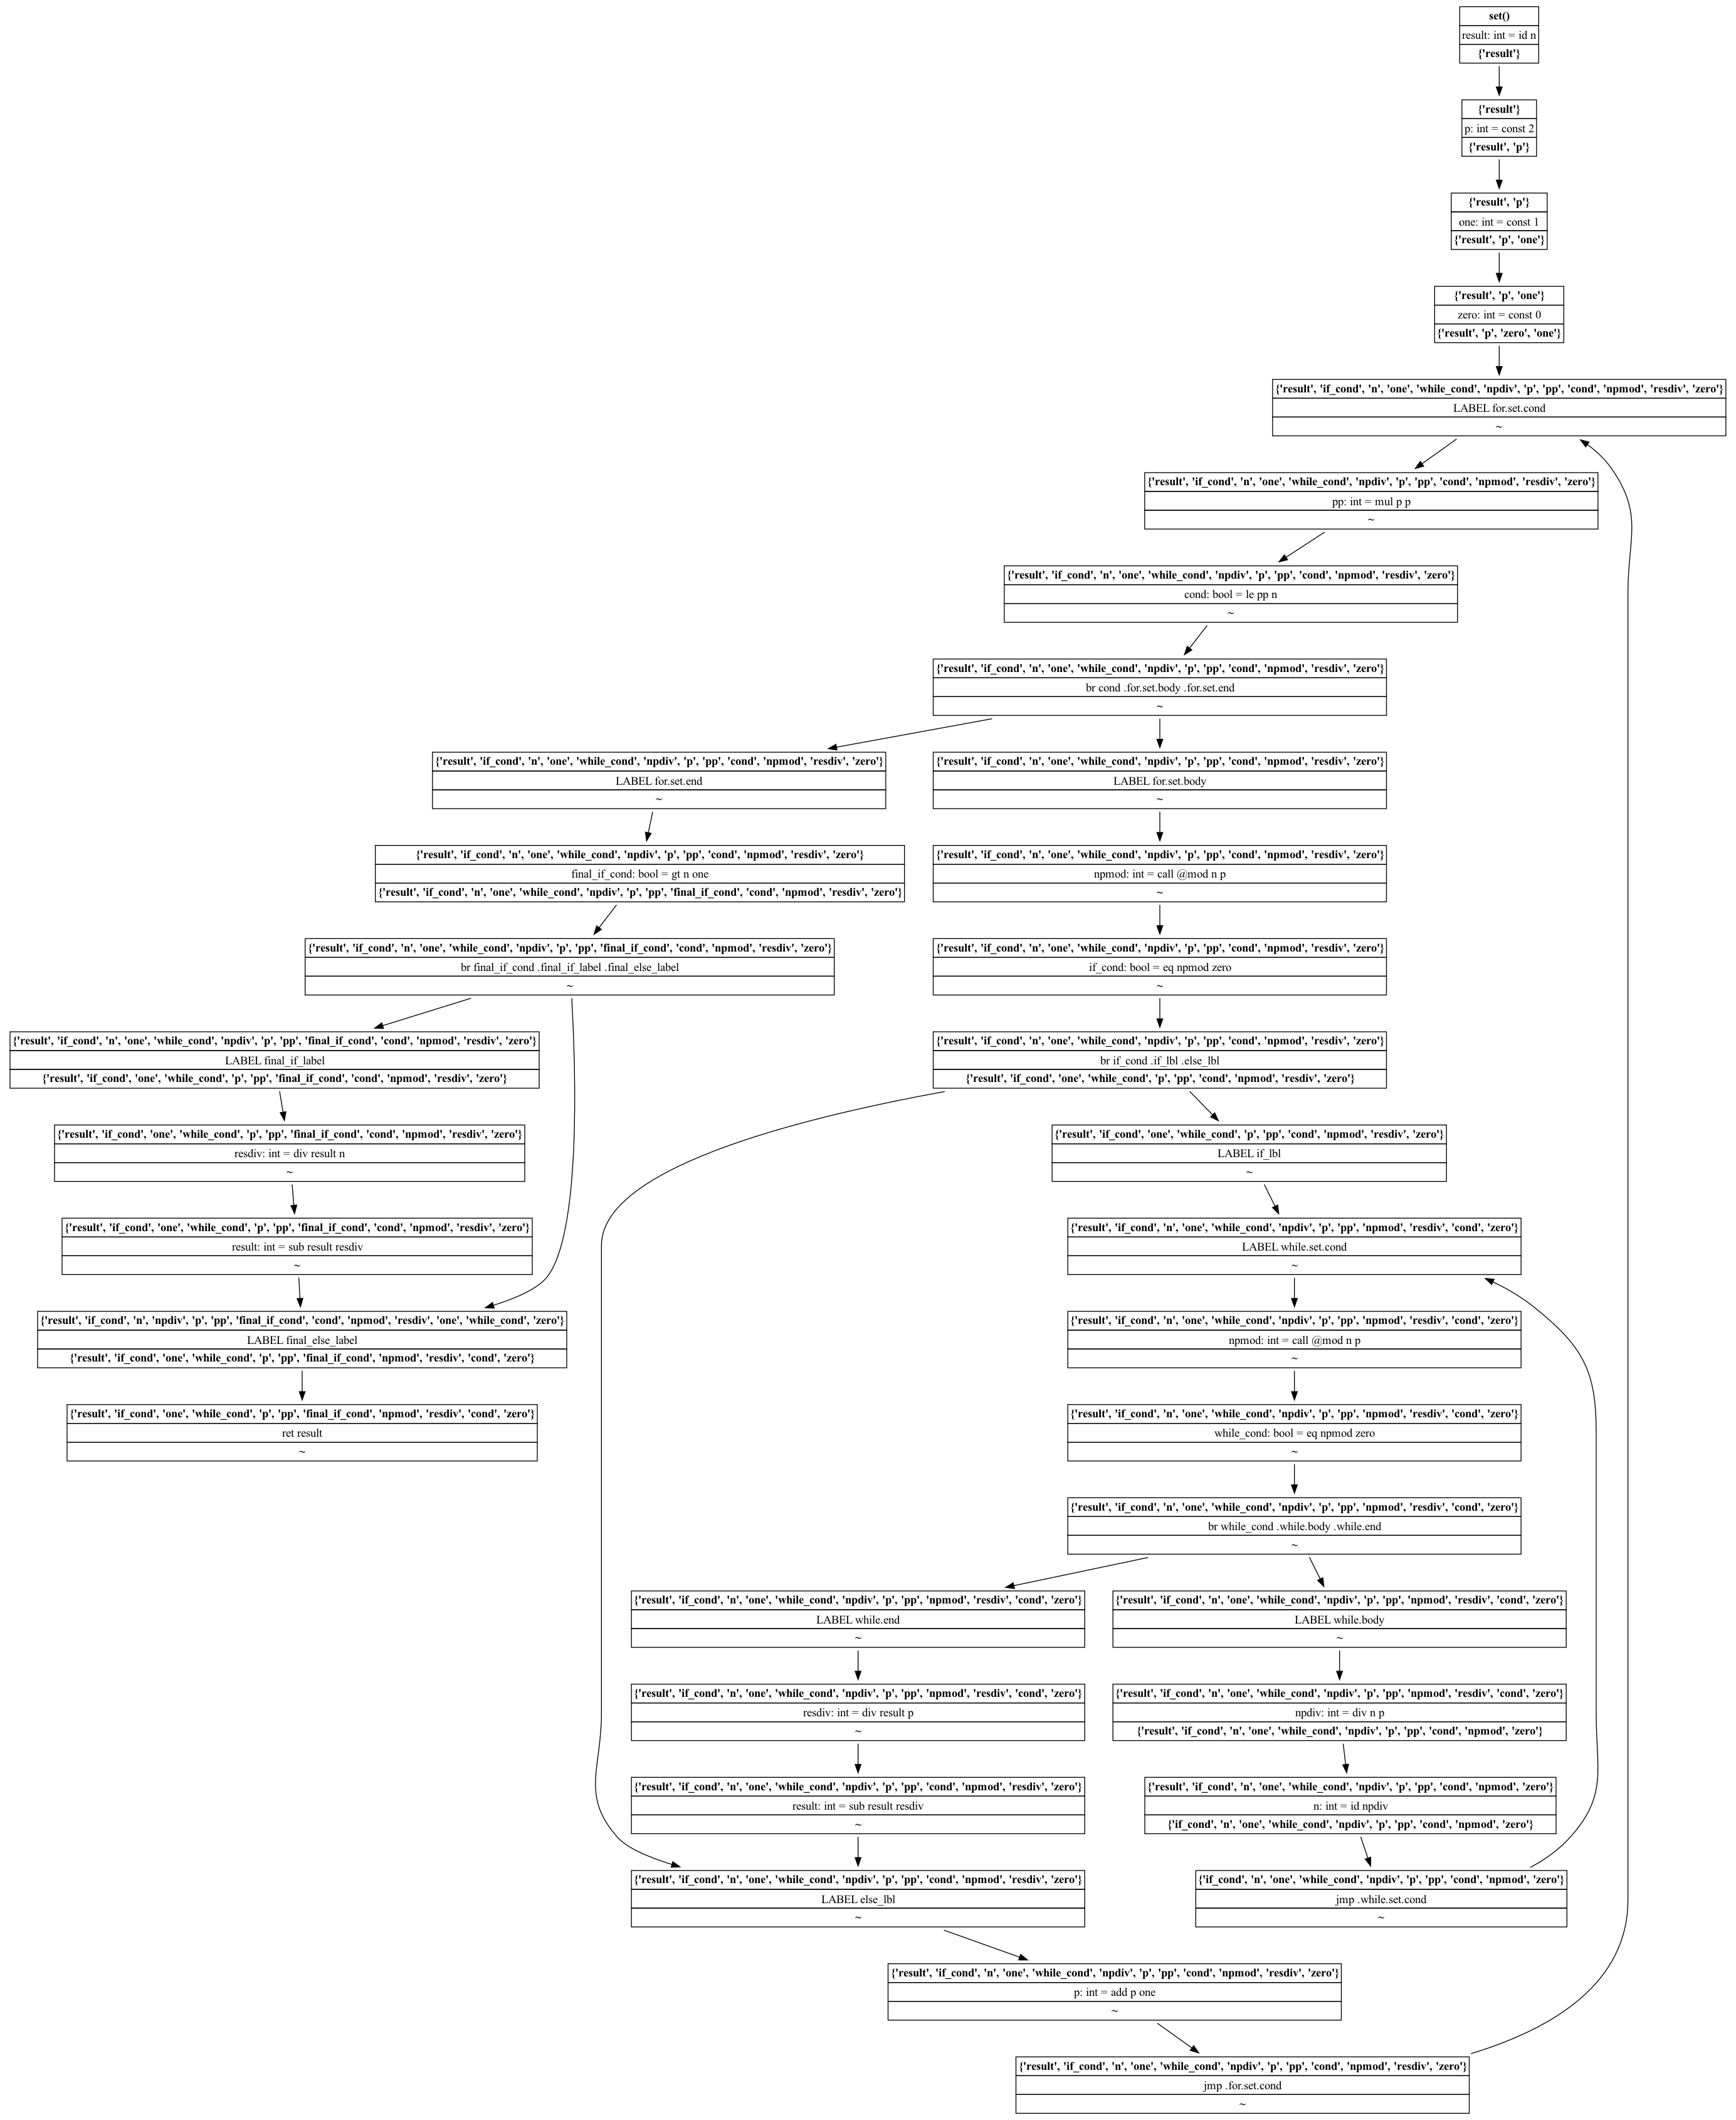 set()
result: int = id n
{'result'}
{'result'}
p: int = const 2
{'result', 'p'}
{'result', 'p'}
one: int = const 1
{'result', 'p', 'one'}
{'result', 'p', 'one'}
zero: int = const 0
{'result', 'p', 'zero', 'one'}
{'result', 'if_cond', 'n', 'one', 'while_cond', 'npdiv', 'p', 'pp', 'cond', 'npmod', 'resdiv', 'zero'}
LABEL for.set.cond
~
{'result', 'if_cond', 'n', 'one', 'while_cond', 'npdiv', 'p', 'pp', 'cond', 'npmod', 'resdiv', 'zero'}
pp: int = mul p p
~
{'result', 'if_cond', 'n', 'one', 'while_cond', 'npdiv', 'p', 'pp', 'cond', 'npmod', 'resdiv', 'zero'}
cond: bool = le pp n
~
{'result', 'if_cond', 'n', 'one', 'while_cond', 'npdiv', 'p', 'pp', 'cond', 'npmod', 'resdiv', 'zero'}
br cond .for.set.body .for.set.end
~
{'result', 'if_cond', 'n', 'one', 'while_cond', 'npdiv', 'p', 'pp', 'cond', 'npmod', 'resdiv', 'zero'}
LABEL for.set.end
~
{'result', 'if_cond', 'n', 'one', 'while_cond', 'npdiv', 'p', 'pp', 'cond', 'npmod', 'resdiv', 'zero'}
LABEL for.set.body
~
{'result', 'if_cond', 'n', 'one', 'while_cond', 'npdiv', 'p', 'pp', 'cond', 'npmod', 'resdiv', 'zero'}
final_if_cond: bool = gt n one
{'result', 'if_cond', 'n', 'one', 'while_cond', 'npdiv', 'p', 'pp', 'final_if_cond', 'cond', 'npmod', 'resdiv', 'zero'}
{'result', 'if_cond', 'n', 'one', 'while_cond', 'npdiv', 'p', 'pp', 'cond', 'npmod', 'resdiv', 'zero'}
npmod: int = call @mod n p
~
{'result', 'if_cond', 'n', 'one', 'while_cond', 'npdiv', 'p', 'pp', 'final_if_cond', 'cond', 'npmod', 'resdiv', 'zero'}
br final_if_cond .final_if_label .final_else_label
~
{'result', 'if_cond', 'n', 'one', 'while_cond', 'npdiv', 'p', 'pp', 'cond', 'npmod', 'resdiv', 'zero'}
if_cond: bool = eq npmod zero
~
{'result', 'if_cond', 'n', 'one', 'while_cond', 'npdiv', 'p', 'pp', 'final_if_cond', 'cond', 'npmod', 'resdiv', 'zero'}
LABEL final_if_label
{'result', 'if_cond', 'one', 'while_cond', 'p', 'pp', 'final_if_cond', 'cond', 'npmod', 'resdiv', 'zero'}
{'result', 'if_cond', 'n', 'one', 'while_cond', 'npdiv', 'p', 'pp', 'cond', 'npmod', 'resdiv', 'zero'}
br if_cond .if_lbl .else_lbl
{'result', 'if_cond', 'one', 'while_cond', 'p', 'pp', 'cond', 'npmod', 'resdiv', 'zero'}
{'result', 'if_cond', 'one', 'while_cond', 'p', 'pp', 'final_if_cond', 'cond', 'npmod', 'resdiv', 'zero'}
resdiv: int = div result n
~
{'result', 'if_cond', 'one', 'while_cond', 'p', 'pp', 'cond', 'npmod', 'resdiv', 'zero'}
LABEL if_lbl
~
{'result', 'if_cond', 'one', 'while_cond', 'p', 'pp', 'final_if_cond', 'cond', 'npmod', 'resdiv', 'zero'}
result: int = sub result resdiv
~
{'result', 'if_cond', 'n', 'one', 'while_cond', 'npdiv', 'p', 'pp', 'npmod', 'resdiv', 'cond', 'zero'}
LABEL while.set.cond
~
{'result', 'if_cond', 'n', 'npdiv', 'p', 'pp', 'final_if_cond', 'cond', 'npmod', 'resdiv', 'one', 'while_cond', 'zero'}
LABEL final_else_label
{'result', 'if_cond', 'one', 'while_cond', 'p', 'pp', 'final_if_cond', 'npmod', 'resdiv', 'cond', 'zero'}
{'result', 'if_cond', 'n', 'one', 'while_cond', 'npdiv', 'p', 'pp', 'npmod', 'resdiv', 'cond', 'zero'}
npmod: int = call @mod n p
~
{'result', 'if_cond', 'one', 'while_cond', 'p', 'pp', 'final_if_cond', 'npmod', 'resdiv', 'cond', 'zero'}
ret result
~
{'result', 'if_cond', 'n', 'one', 'while_cond', 'npdiv', 'p', 'pp', 'npmod', 'resdiv', 'cond', 'zero'}
while_cond: bool = eq npmod zero
~
{'result', 'if_cond', 'n', 'one', 'while_cond', 'npdiv', 'p', 'pp', 'npmod', 'resdiv', 'cond', 'zero'}
br while_cond .while.body .while.end
~
{'result', 'if_cond', 'n', 'one', 'while_cond', 'npdiv', 'p', 'pp', 'npmod', 'resdiv', 'cond', 'zero'}
LABEL while.end
~
{'result', 'if_cond', 'n', 'one', 'while_cond', 'npdiv', 'p', 'pp', 'npmod', 'resdiv', 'cond', 'zero'}
LABEL while.body
~
{'result', 'if_cond', 'n', 'one', 'while_cond', 'npdiv', 'p', 'pp', 'npmod', 'resdiv', 'cond', 'zero'}
resdiv: int = div result p
~
{'result', 'if_cond', 'n', 'one', 'while_cond', 'npdiv', 'p', 'pp', 'npmod', 'resdiv', 'cond', 'zero'}
npdiv: int = div n p
{'result', 'if_cond', 'n', 'one', 'while_cond', 'npdiv', 'p', 'pp', 'cond', 'npmod', 'zero'}
{'result', 'if_cond', 'n', 'one', 'while_cond', 'npdiv', 'p', 'pp', 'cond', 'npmod', 'resdiv', 'zero'}
result: int = sub result resdiv
~
{'result', 'if_cond', 'n', 'one', 'while_cond', 'npdiv', 'p', 'pp', 'cond', 'npmod', 'zero'}
n: int = id npdiv
{'if_cond', 'n', 'one', 'while_cond', 'npdiv', 'p', 'pp', 'cond', 'npmod', 'zero'}
{'result', 'if_cond', 'n', 'one', 'while_cond', 'npdiv', 'p', 'pp', 'cond', 'npmod', 'resdiv', 'zero'}
LABEL else_lbl
~
{'if_cond', 'n', 'one', 'while_cond', 'npdiv', 'p', 'pp', 'cond', 'npmod', 'zero'}
jmp .while.set.cond
~
{'result', 'if_cond', 'n', 'one', 'while_cond', 'npdiv', 'p', 'pp', 'cond', 'npmod', 'resdiv', 'zero'}
p: int = add p one
~
{'result', 'if_cond', 'n', 'one', 'while_cond', 'npdiv', 'p', 'pp', 'cond', 'npmod', 'resdiv', 'zero'}
jmp .for.set.cond
~